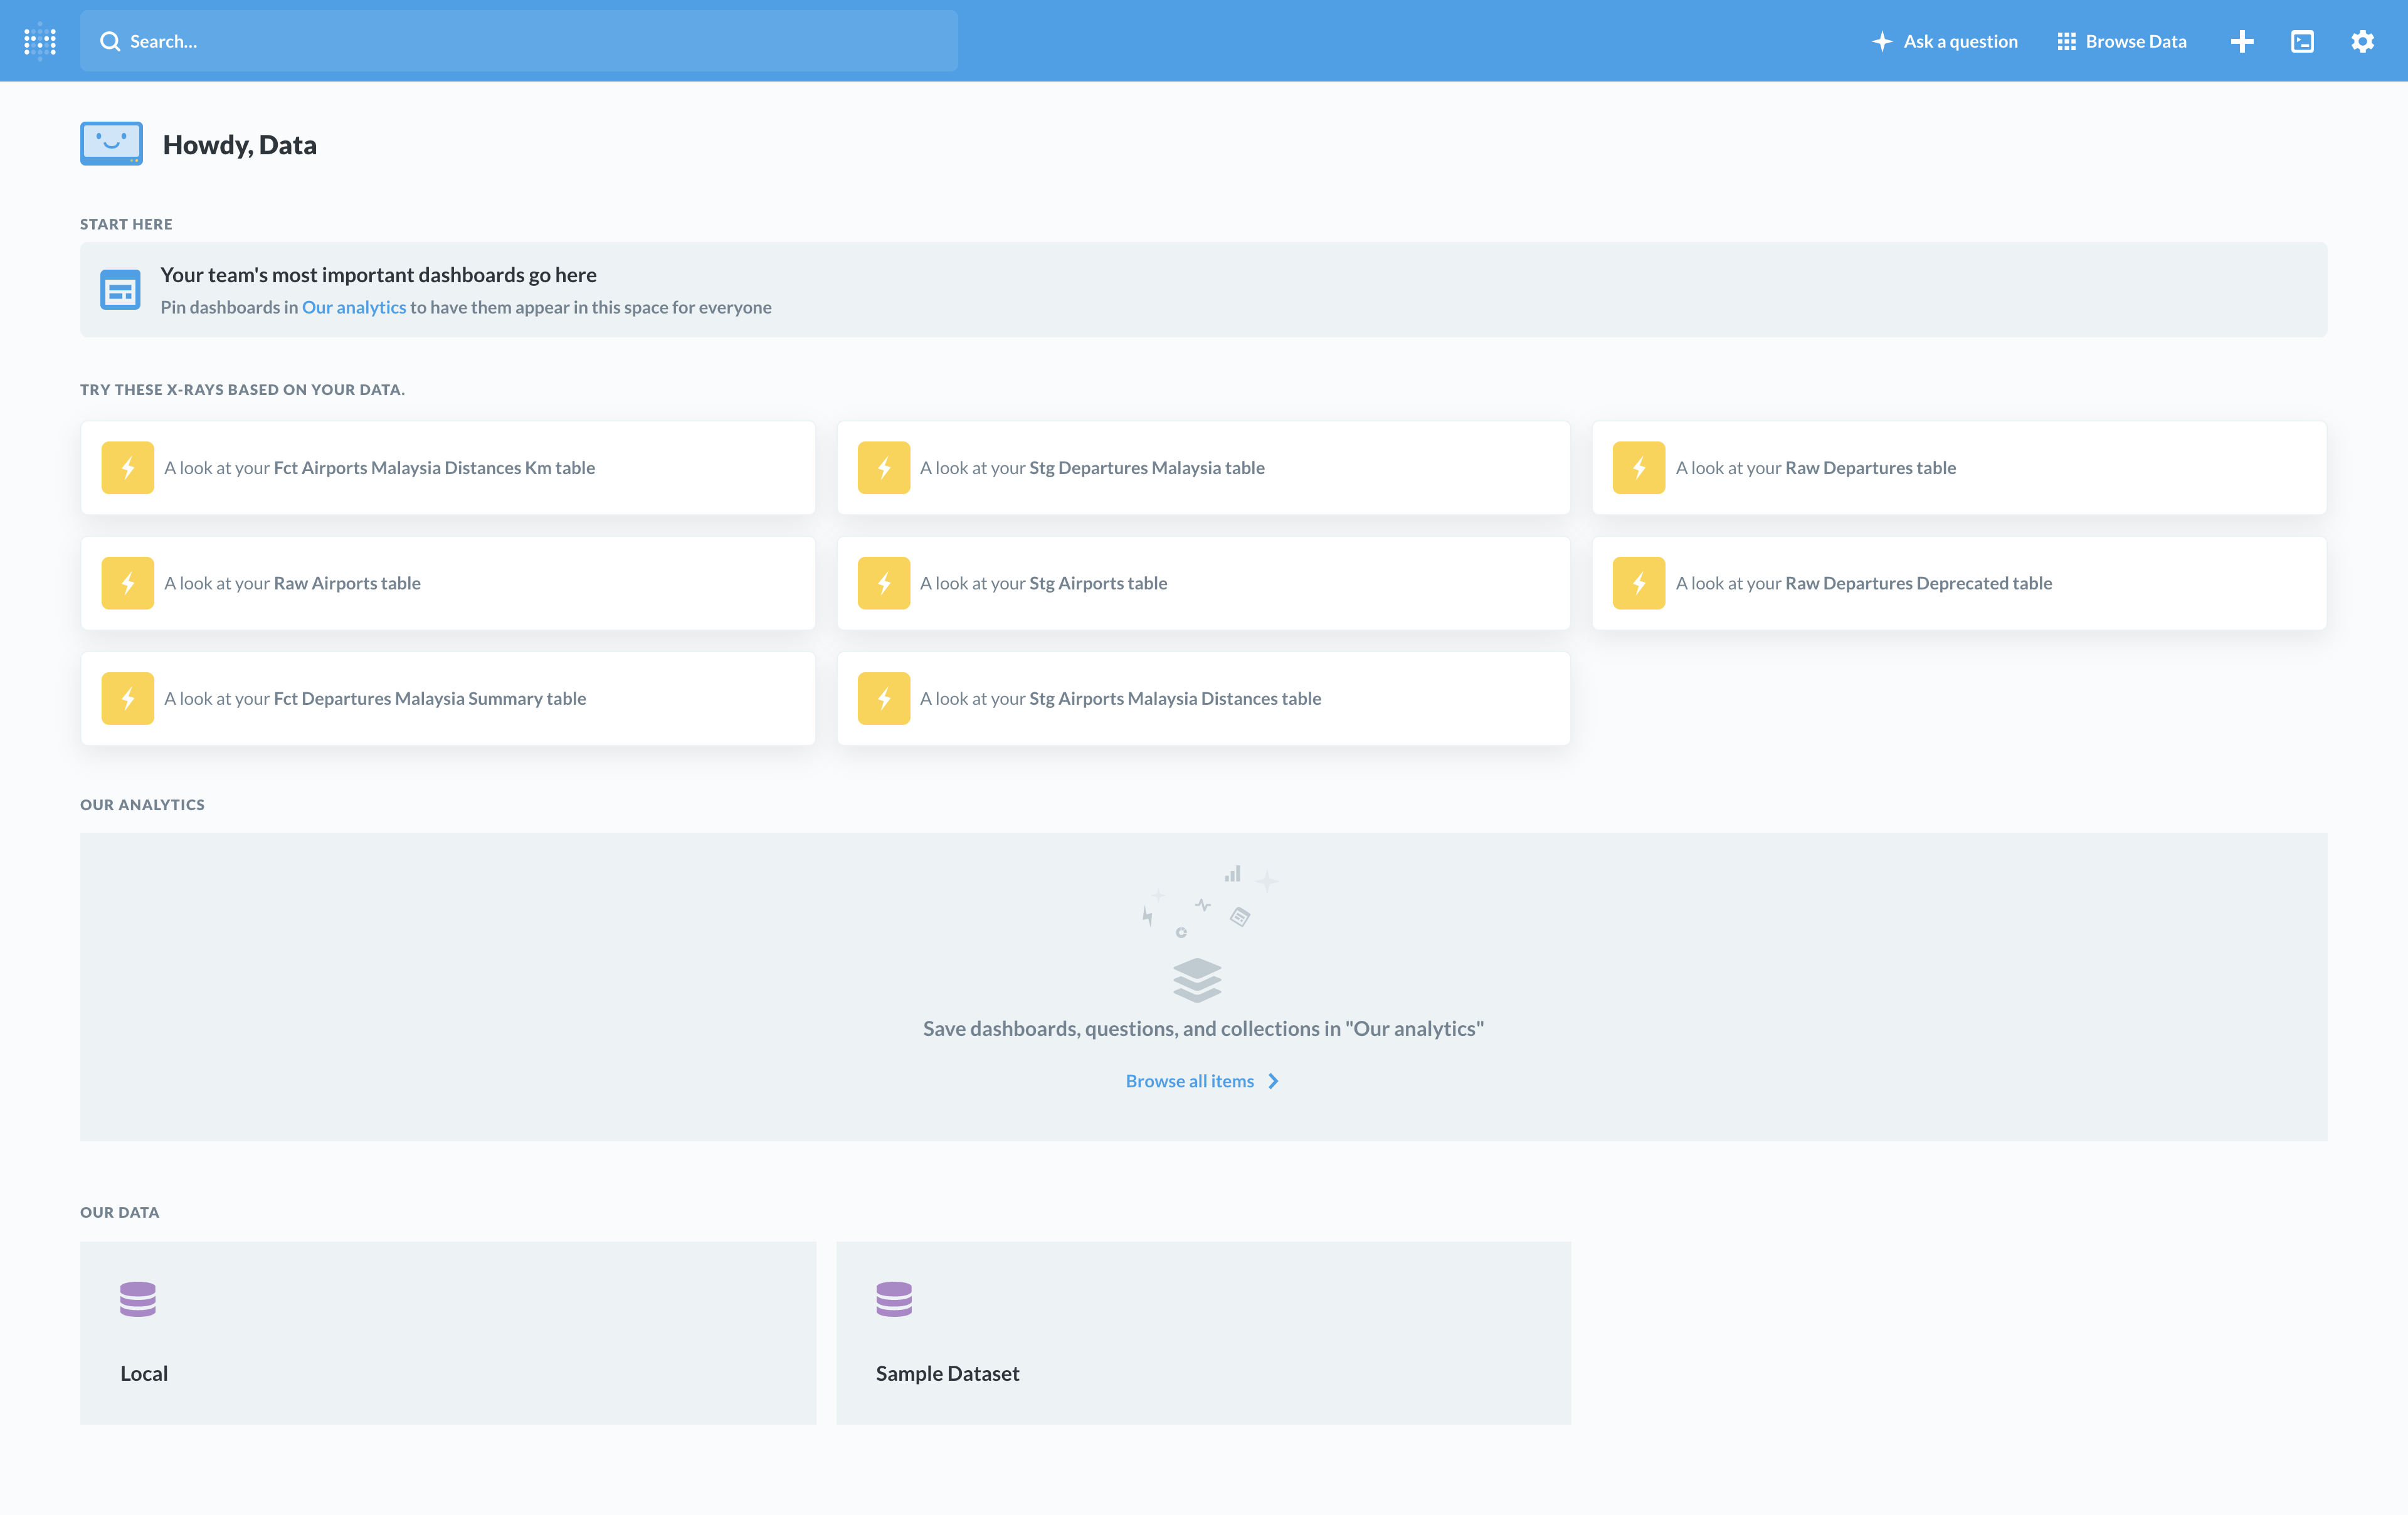 Search...
Ask a question
Browse Data
Howdy, Data
START HERE
Your team's most important dashboards go here
Pin dashboards in Our analytics to have them appear in this space for everyone
TRY THESE X-RAYS BASED ON YOUR DATA.
A look at your Fct Airports Malaysia Distances Km table
A look at your Stg Departures Malaysia table
A look at your Raw Departures table
A look at your Raw Airports table
A look at your Stg Airports table
A look at your Raw Departures Deprecated table
A look at your Fct Departures Malaysia Summary table
A look at your Stg Airports Malaysia Distances table
OUR ANALYTICS
Save dashboards, questions, and collections in "Our analytics"
Browse all items
OUR DATA
Local
Sample Dataset